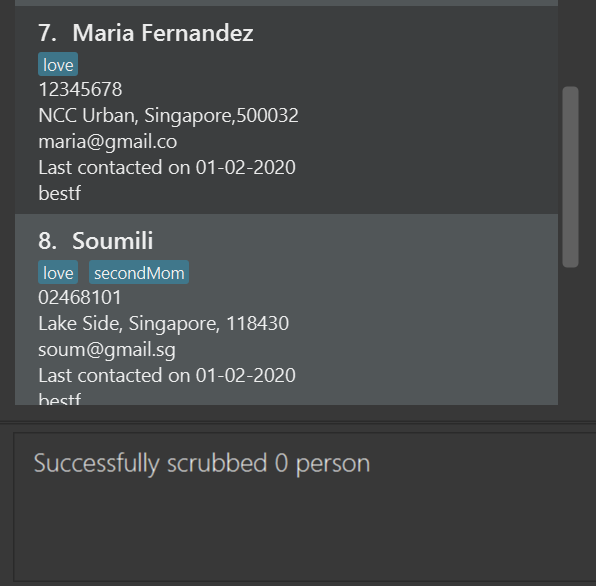 7. Maria Fernandez
love
12345678
NCC Urban, Singapore,500032
maria@gmail.co
Last contacted on 01-02-2020
bestf
8. Soumili
love secondMom
02468101
Lake Side, Singapore, 118430
soum@gmail.sg
Last contacted on 01-02-2020
bestf
Successfully scrubbed 0 person